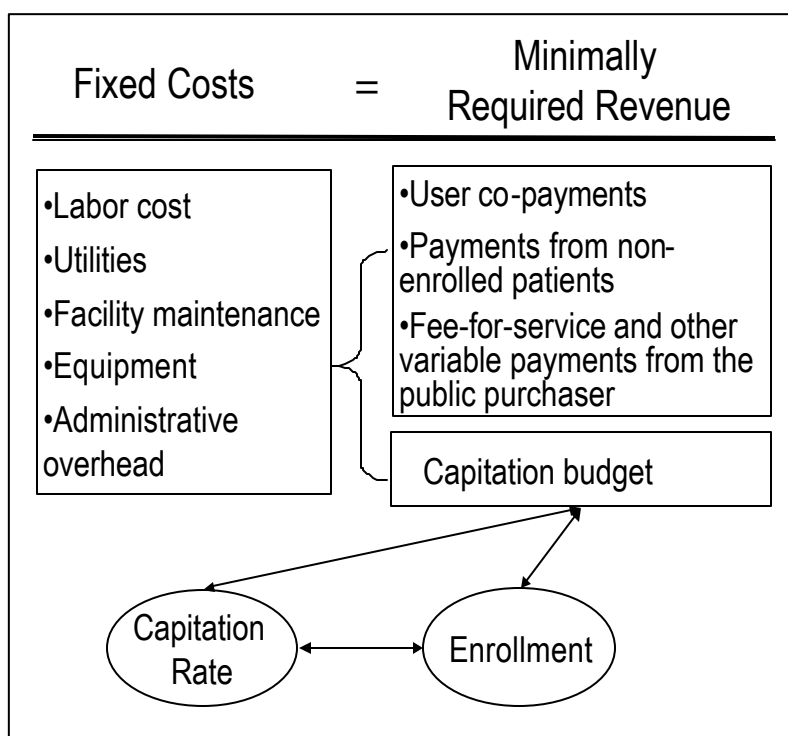 Fixed Costs = Minimally
Required Revenue
•Labor cost
•Utilities
•Facility maintenance
•Equipment
•Administrative
overhead
•User co-payments
•Payments from non-
enrolled patients
•Fee-for-service and other
variable payments from the
public purchaser
Capitation budget
Capitation
Rate
Enrollment